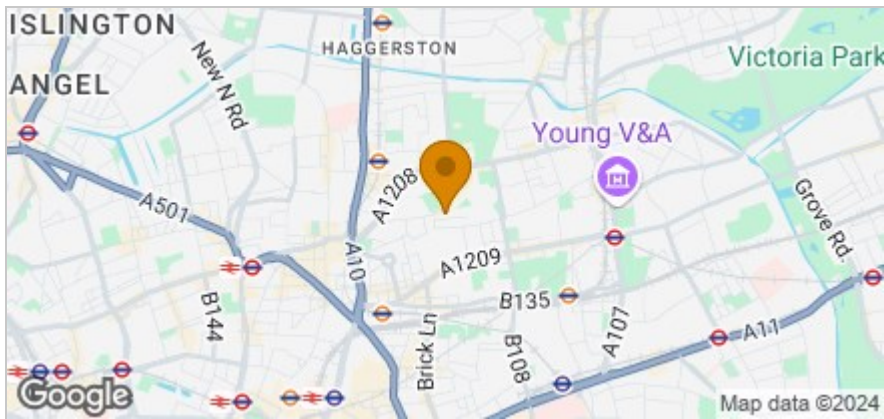 ISLINGTON
HAGGERSTON
New N Rd
Victoria Park
ANGEL
Young V&A
A1208
A501
Grove Rd.
A10
A1209
B144
B135
A107
A11
Brick Ln
B108
Google
Map data ©2024